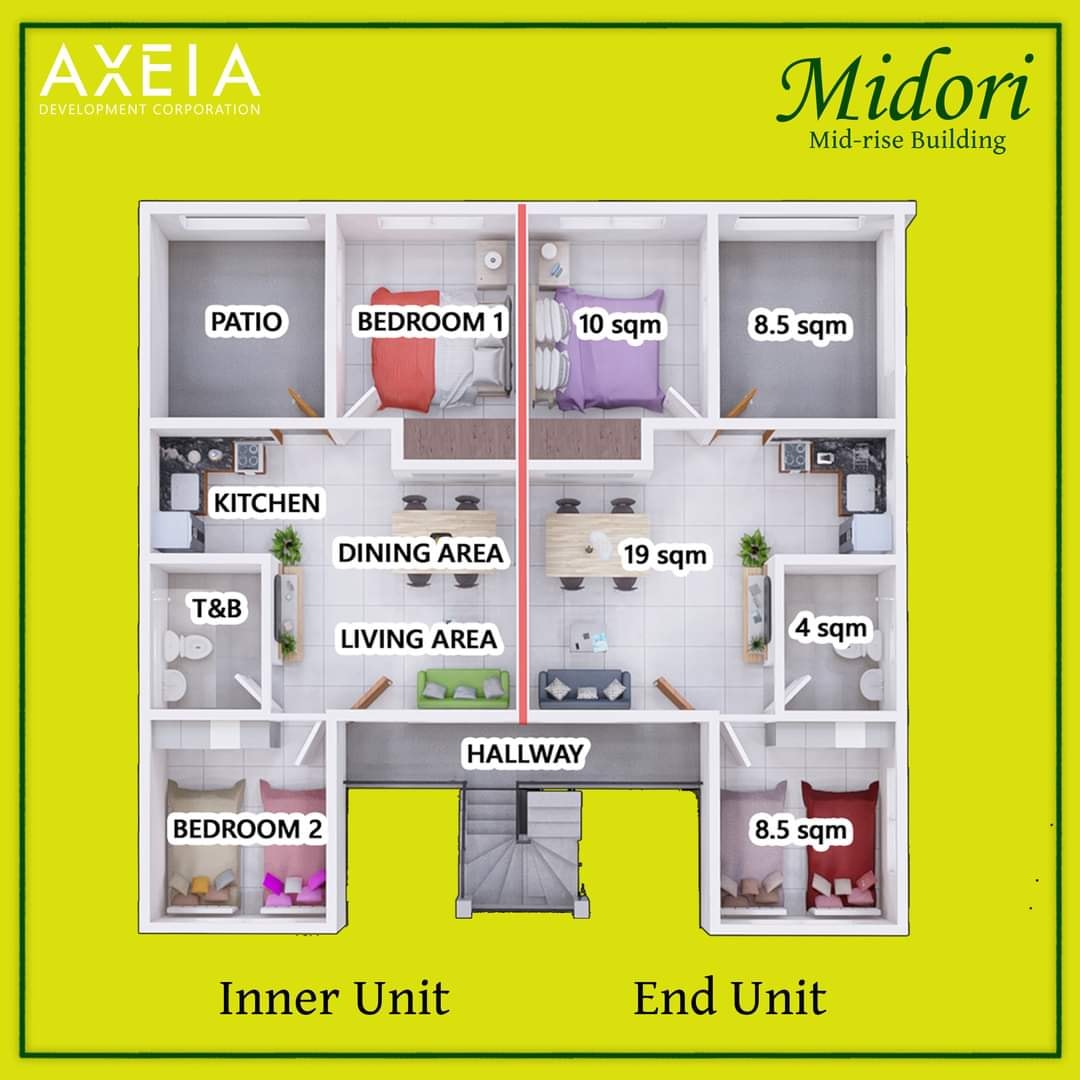 AXEIA
DEVELOPMENT CORPORATION
Midori
Mid-rise Building
PATIO
BEDROOM 1
10 sqm
8.5 sqm
KITCHEN
DINING AREA
19 sqm
T&B
LIVING AREA
4 sqm
HALLWAY
BEDROOM 2
8.5 sqm
Inner Unit
End Unit